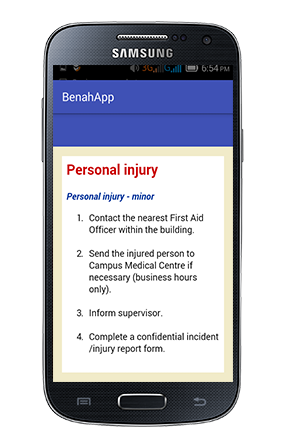 SAMSUNG
3G G 6:54 PM
BenahApp
Personal injury
Personal injury - minor
1. Contact the nearest First Aid
Officer within the building.
2. Send the injured person to
Campus Medical Centre if
necessary (business hours
only).
3. Inform supervisor.
4. Complete a confidential incident
/injury report form.